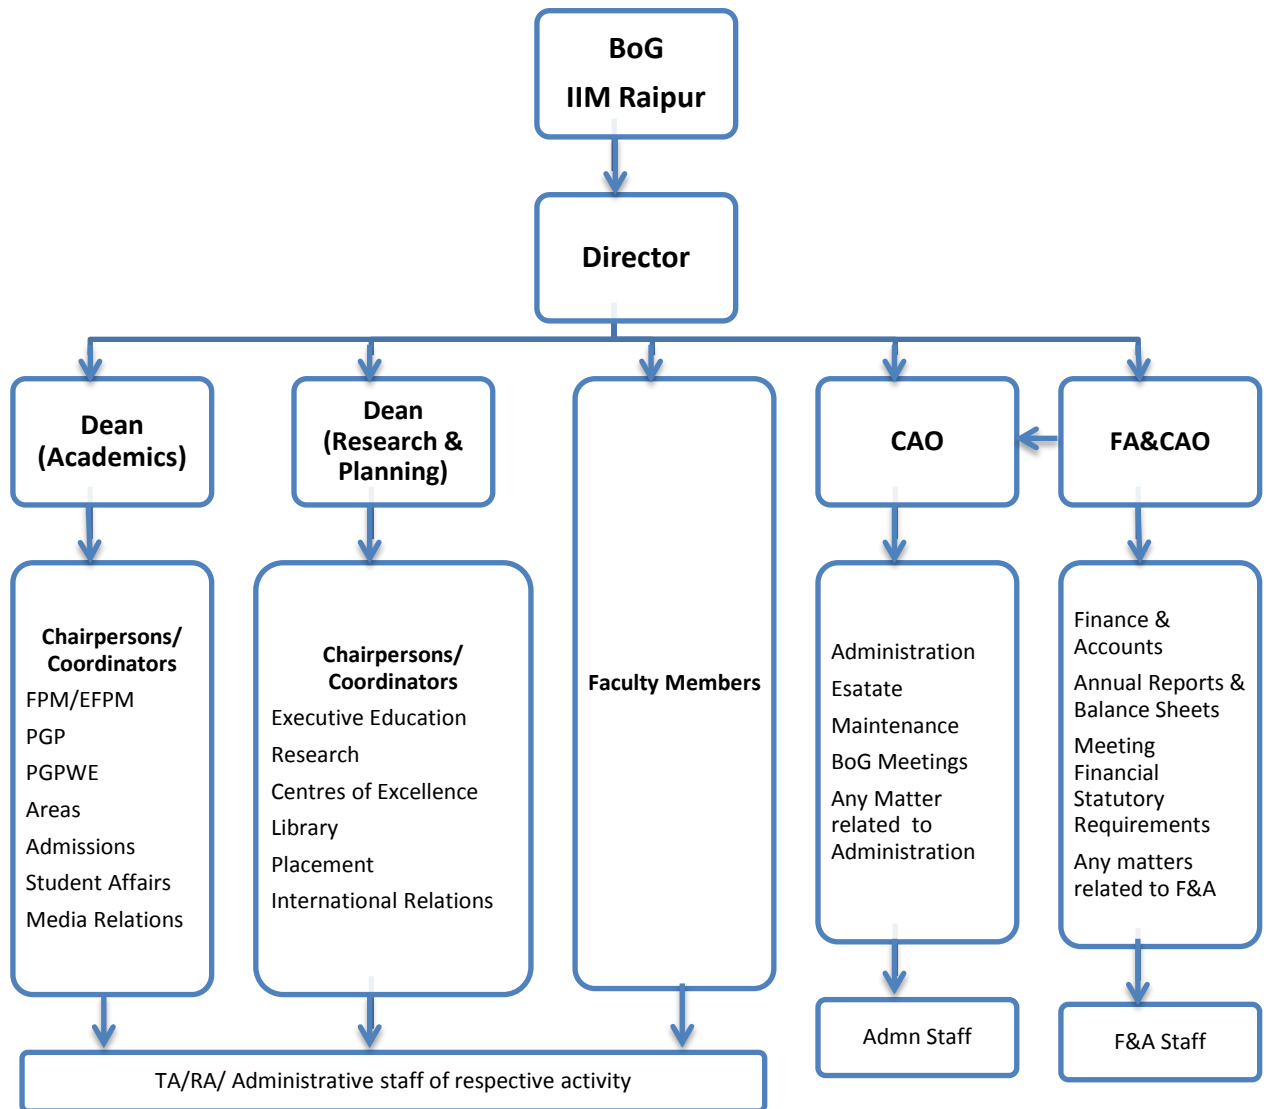 BoG
IIM Raipur
Director
Dean
(Academics)
Dean
(Research &
Planning)
CAO
FA&CAO
Chairpersons/
Coordinators
FPM/EFPM
PGP
PGPWE
Areas
Admissions
Student Affairs
Media Relations
Chairpersons/
Coordinators
Executive Education
Research
Centres of Excellence
Library
Placement
International Relations
Faculty Members
Administration
Esatate
Maintenance
BoG Meetings
Any Matter
related to
Administration
Finance &
Accounts
Annual Reports &
Balance Sheets
Meeting
Financial
Statutory
Requirements
Any matters
related to F&A
TA/RA/ Administrative staff of respective activity
Admn Staff
F&A Staff